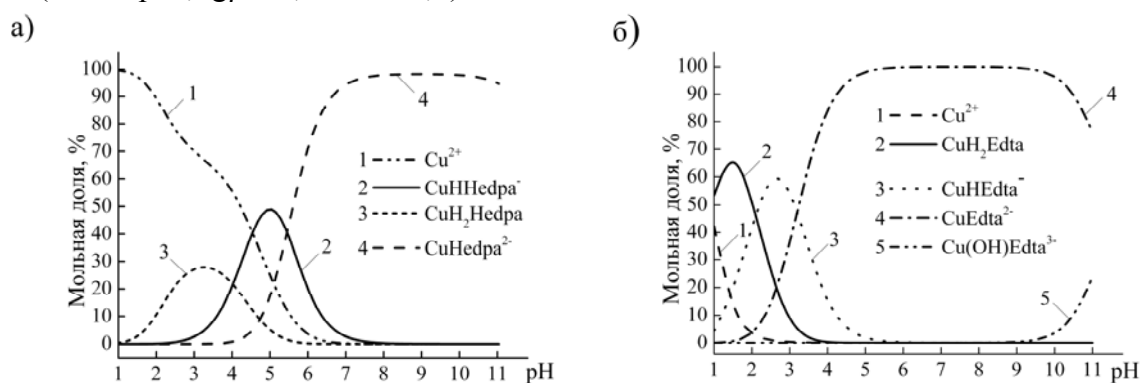 а)
Мольная доля, %
100
90
80
70
60
50
40
30
20
10
0
1 2 3 4 5 6 7 8 9 10 11 pH
1
3
2
4
1 Cu²⁺
2 CuHHedpa⁻
3 CuH₂Hedpa
4 CuHedpa²⁻
б)
Мольная доля, %
100
90
80
70
60
50
40
30
20
10
0
1 2 3 4 5 6 7 8 9 10 11 pH
2
1
3
4
5
1 Cu²⁺
2 CuH₂Edta
3 CuHEdta⁻
4 CuEdta²⁻
5 Cu(OH)Edta³⁻